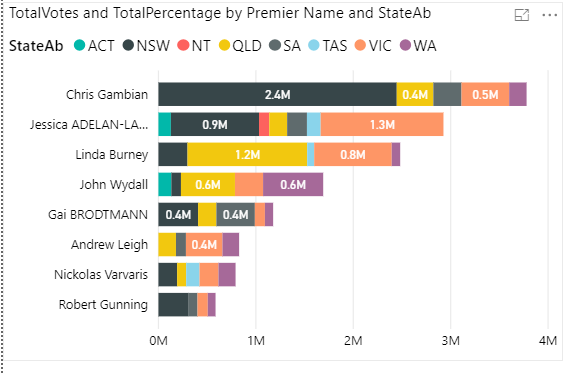 TotalVotes and TotalPercentage by Premier Name and StateAb
StateAb ACT NSW NT QLD SA TAS VIC WA
Chris Gambian 2.4M 0.4M 0.5M
Jessica ADELAN-LA... 0.9M 1.3M
Linda Burney 1.2M 0.8M
John Wydall 0.6M 0.6M
Gai BRODTMANN 0.4M 0.4M
Andrew Leigh 0.4M
Nickolas Varvaris
Robert Gunning
0M 1M 2M 3M 4M